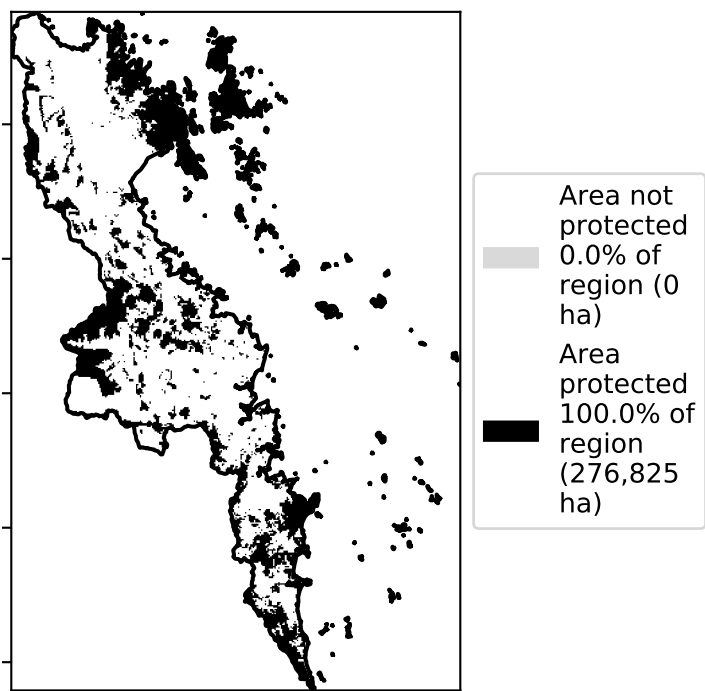 Area not
protected
0.0% of
region (0
ha)
Area
protected
100.0% of
region
(276,825
ha)